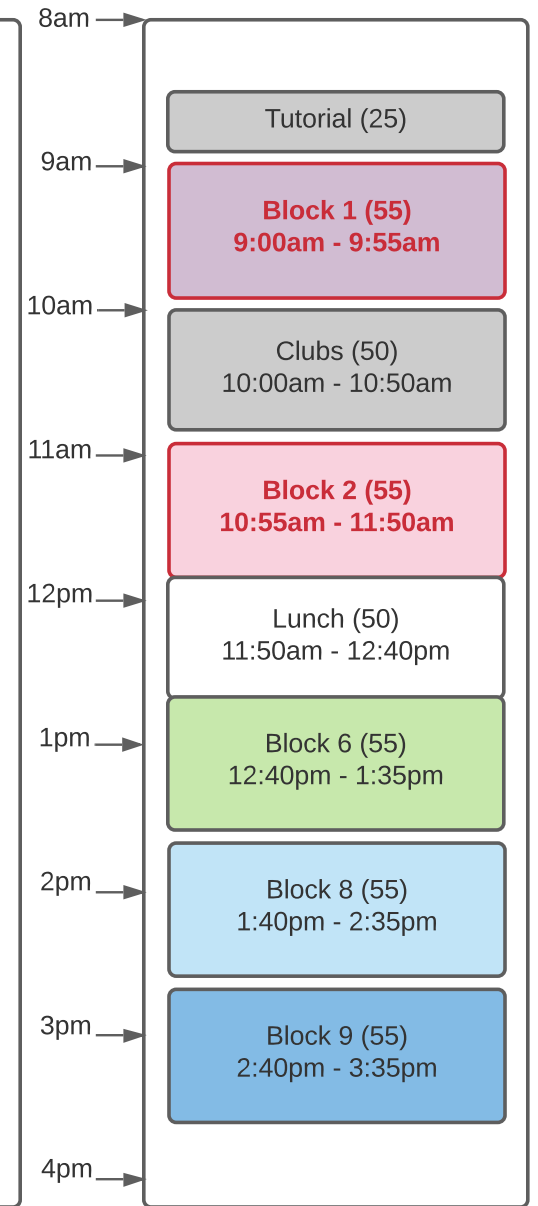 8am
Tutorial (25)
9am
Block 1 (55)
9:00am - 9:55am
10am
Clubs (50)
10:00am - 10:50am
11am
Block 2 (55)
10:55am - 11:50am
12pm
Lunch (50)
11:50am - 12:40pm
1pm
Block 6 (55)
12:40pm - 1:35pm
2pm
Block 8 (55)
1:40pm - 2:35pm
3pm
Block 9 (55)
2:40pm - 3:35pm
4pm